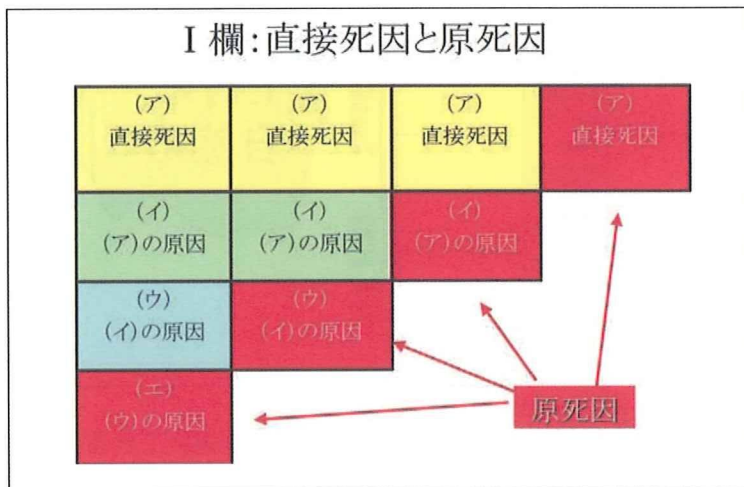 I 欄:直接死因と原死因
(ア)
直接死因
(ア)
直接死因
(ア)
直接死因
(ア)
直接死因
(イ)
(ア)の原因
(イ)
(ア)の原因
(イ)
(ア)の原因
(ウ)
(イ)の原因
(ウ)
(イ)の原因
(エ)
(ウ)の原因
原死因